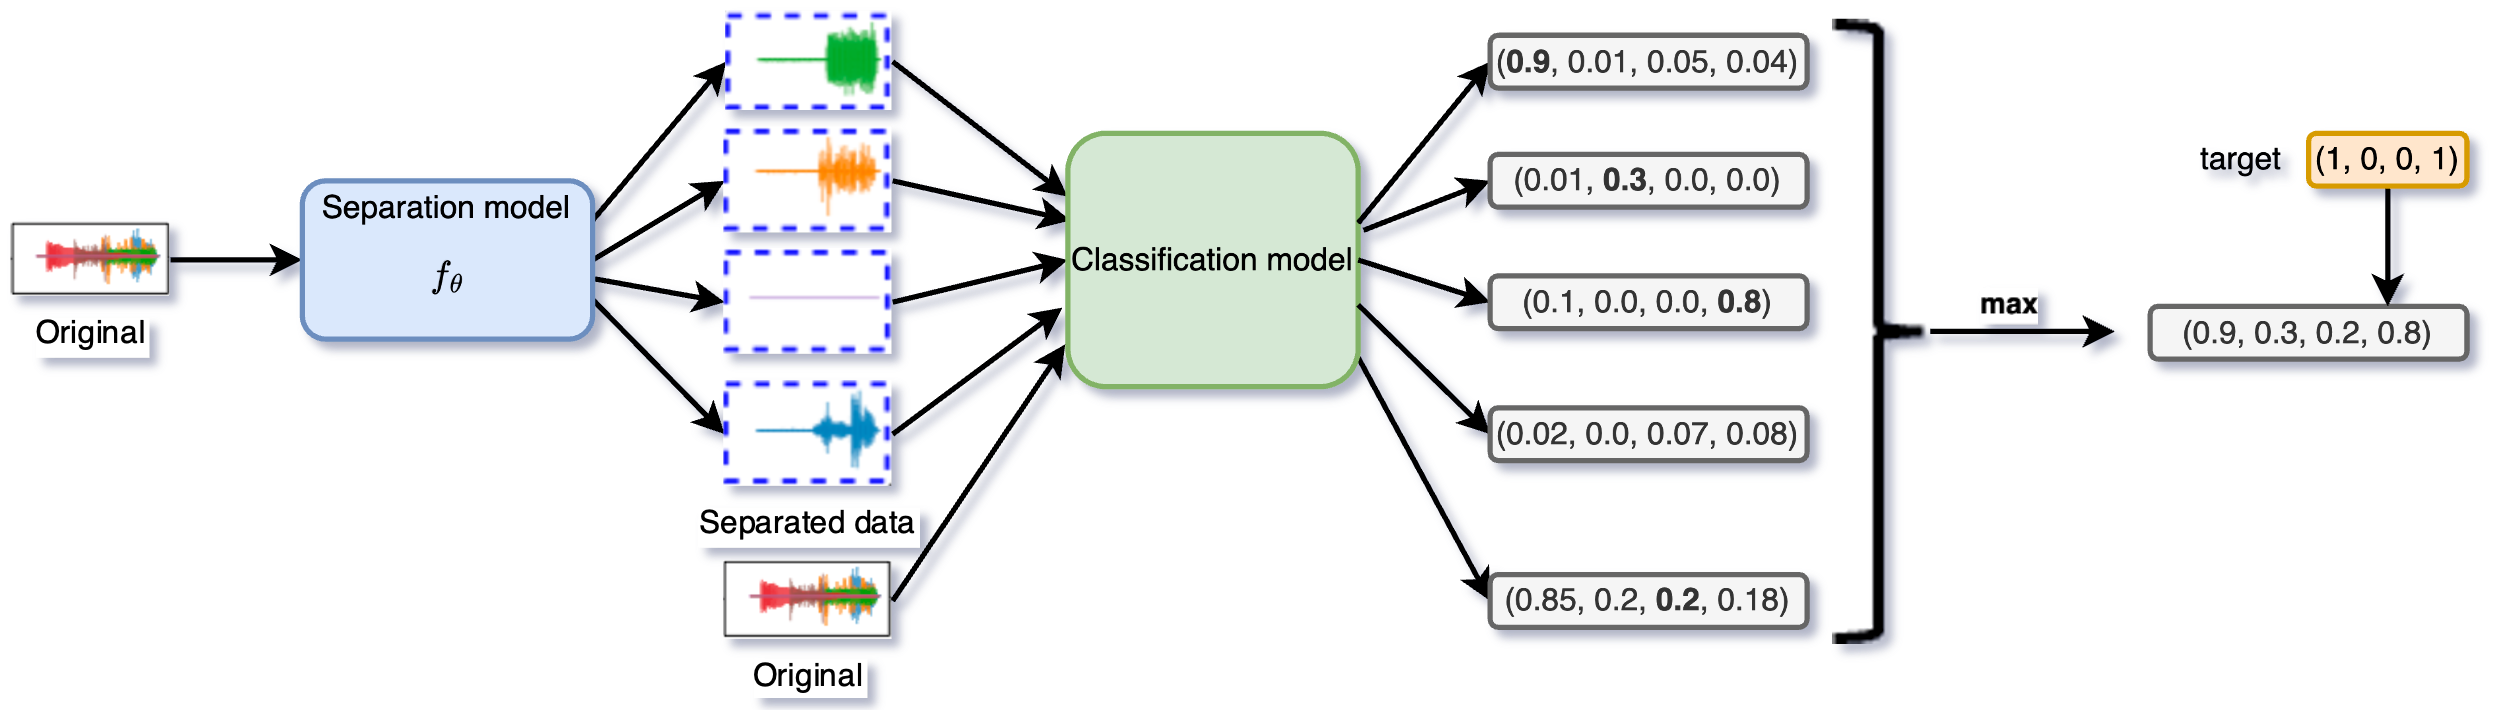 Original
Separation model
f_θ
Separated data
Original
Classification model
(0.9, 0.01, 0.05, 0.04)
(0.01, 0.3, 0.0, 0.0)
(0.1, 0.0, 0.0, 0.8)
(0.02, 0.0, 0.07, 0.08)
(0.85, 0.2, 0.2, 0.18)
max
target
(1, 0, 0, 1)
(0.9, 0.3, 0.2, 0.8)